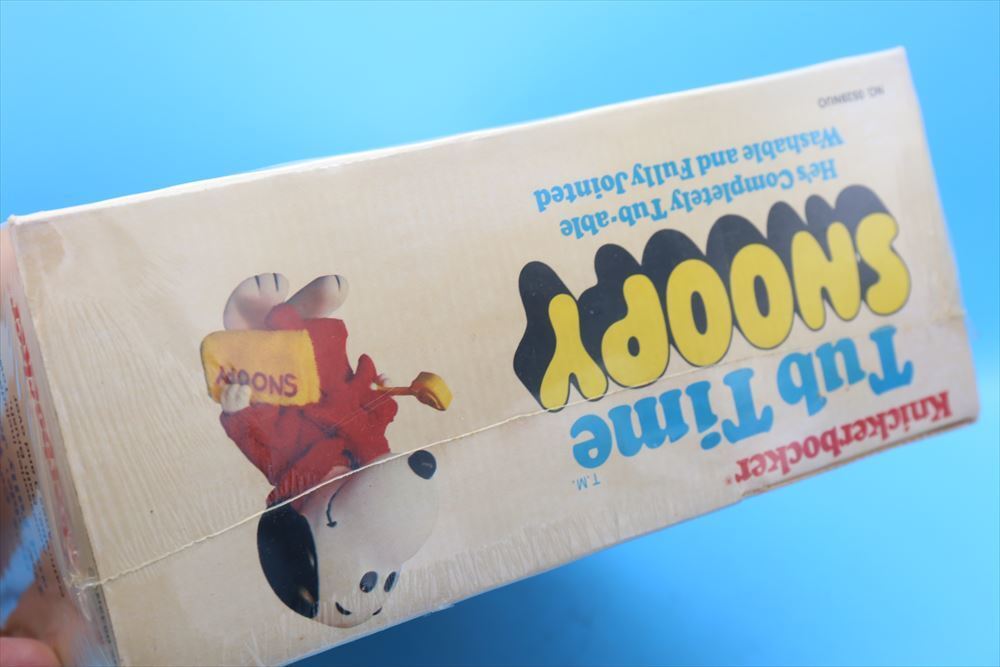 Knickerbocker®
Tub Time
T.M.
SNOOPY
He's Completely Tub-able
Washable and Fully Jointed
SNOOPY